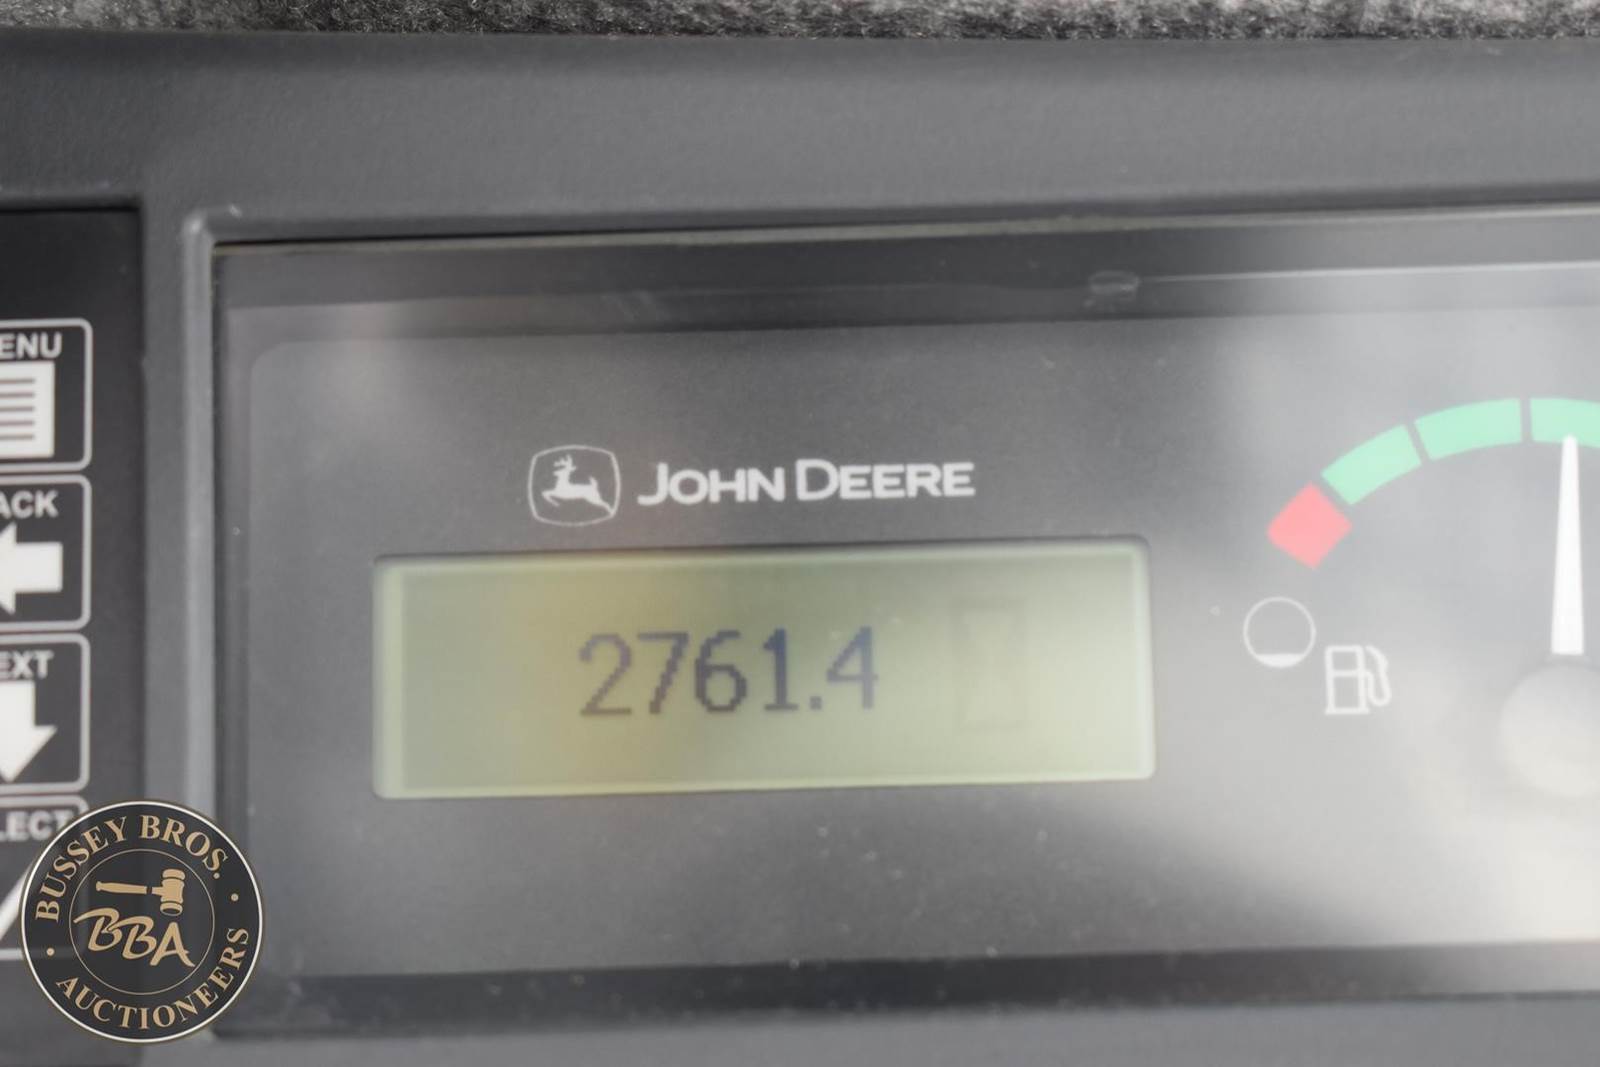 ENU
ACK
EXT
LECT
JOHN DEERE
2761.4
BUSSEY BROS.
BBA
AUCTIONEERS